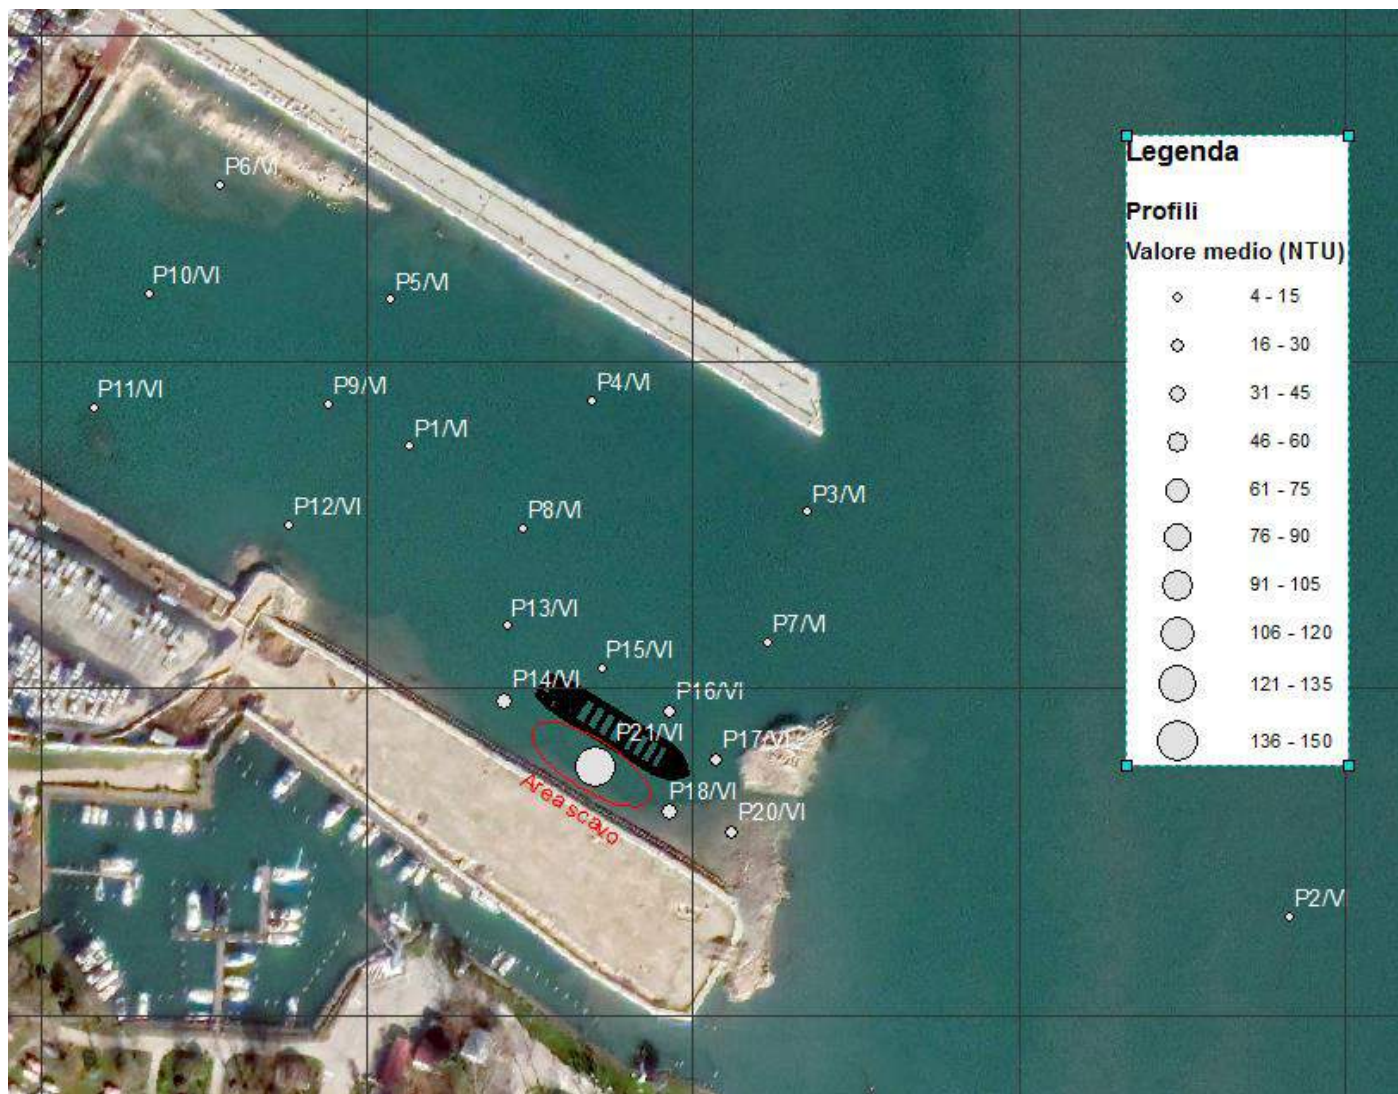 Legenda
Profili
Valore medio (NTU)
4 - 15
16 - 30
31 - 45
46 - 60
61 - 75
76 - 90
91 - 105
106 - 120
121 - 135
136 - 150
P6/VI
P10/VI
P5/VI
P11/VI
P9/VI
P4/VI
P1/VI
P12/VI
P8/VI
P3/VI
P13/VI
P7/VI
P15/VI
P14/VI
P16/VI
P21/VI
P17/VI
Area scavo
P18/VI
P20/VI
P2/V